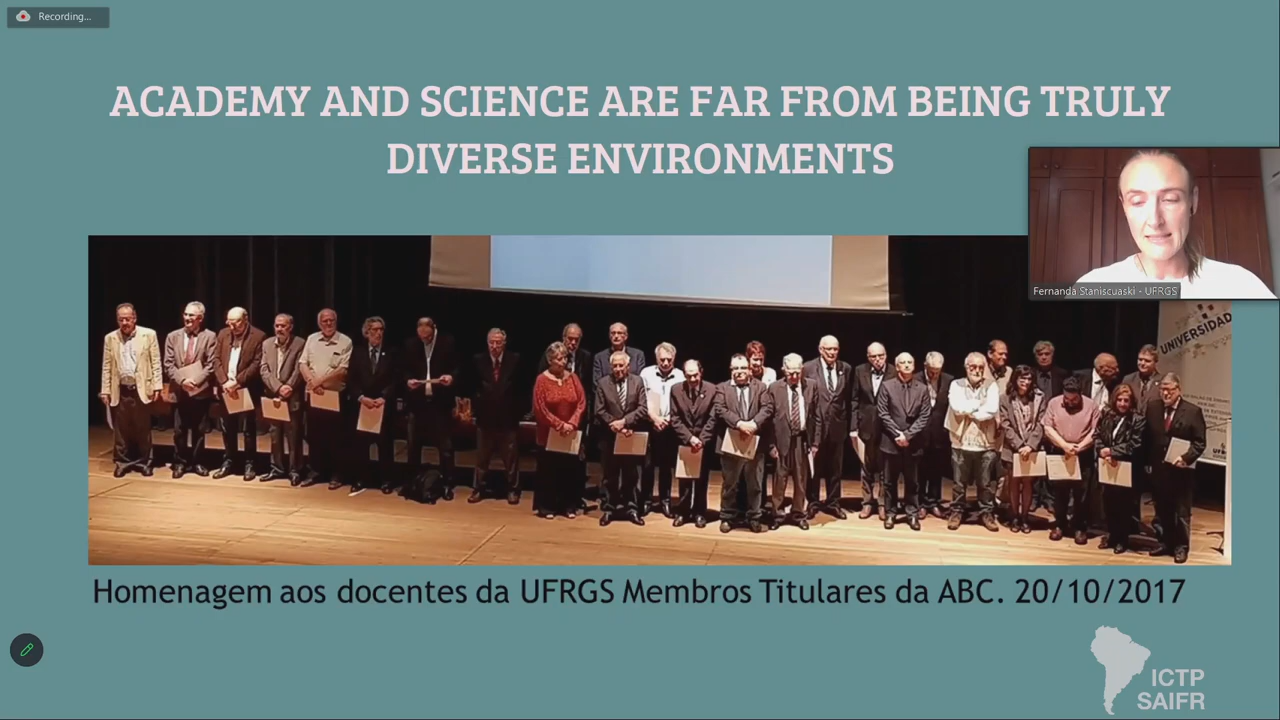 Recording...
ACADEMY AND SCIENCE ARE FAR FROM BEING TRULY
DIVERSE ENVIRONMENTS
Fernanda Staniscuaski - UFRGS
UNIVERSIDAD
Homenagem aos docentes da UFRGS Membros Titulares da ABC. 20/10/2017
ICTP
SAIFR